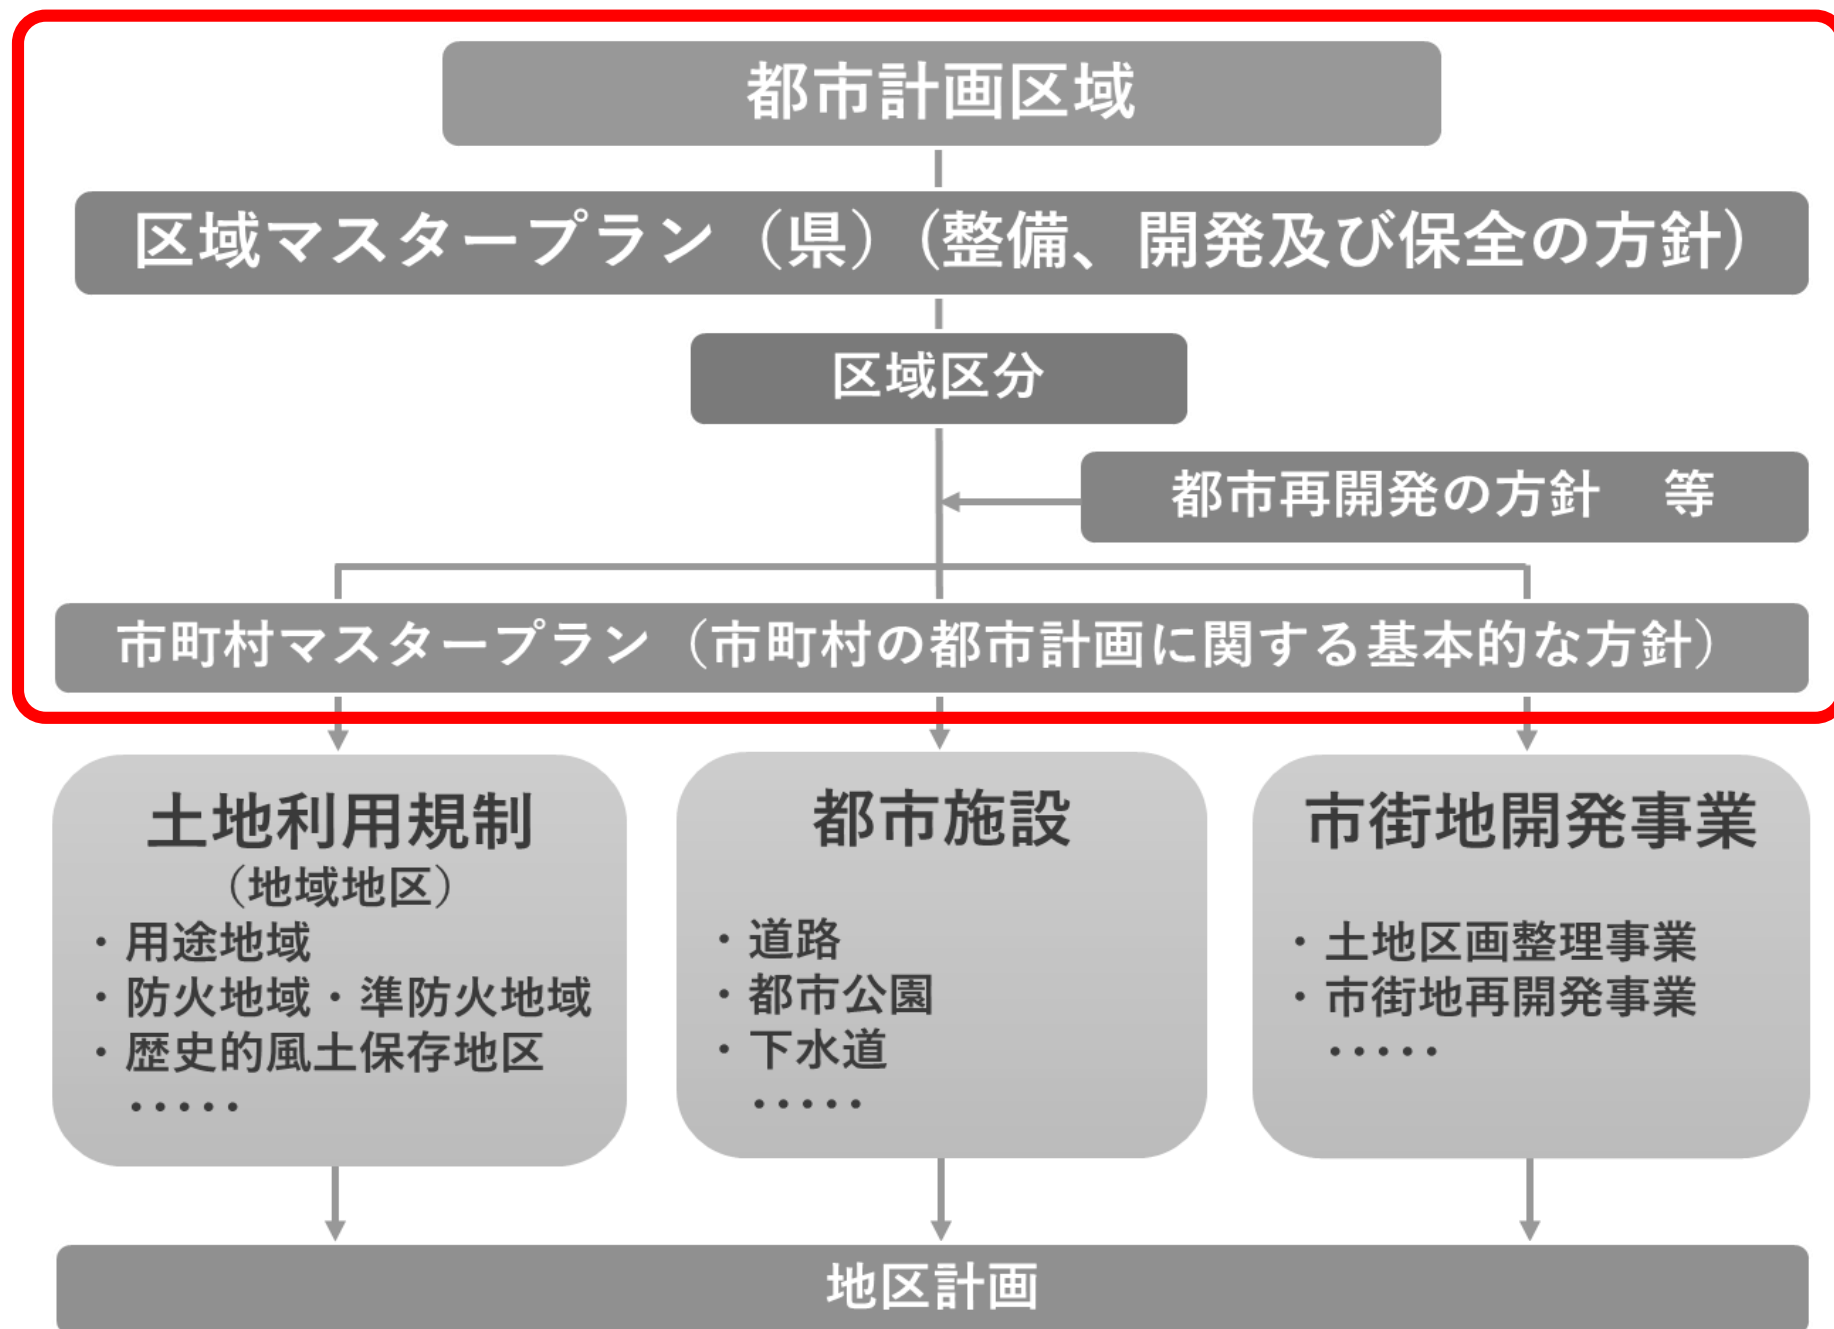 都市計画区域
区域マスタープラン（県）(整備、開発及び保全の方針)
区域区分
都市再開発の方針　等
市町村マスタープラン（市町村の都市計画に関する基本的な方針）
土地利用規制
（地域地区）
・用途地域
・防火地域・準防火地域
・歴史的風土保存地区
・・・・・
都市施設
・道路
・都市公園
・下水道
・・・・・
市街地開発事業
・土地区画整理事業
・市街地再開発事業
・・・・・
地区計画